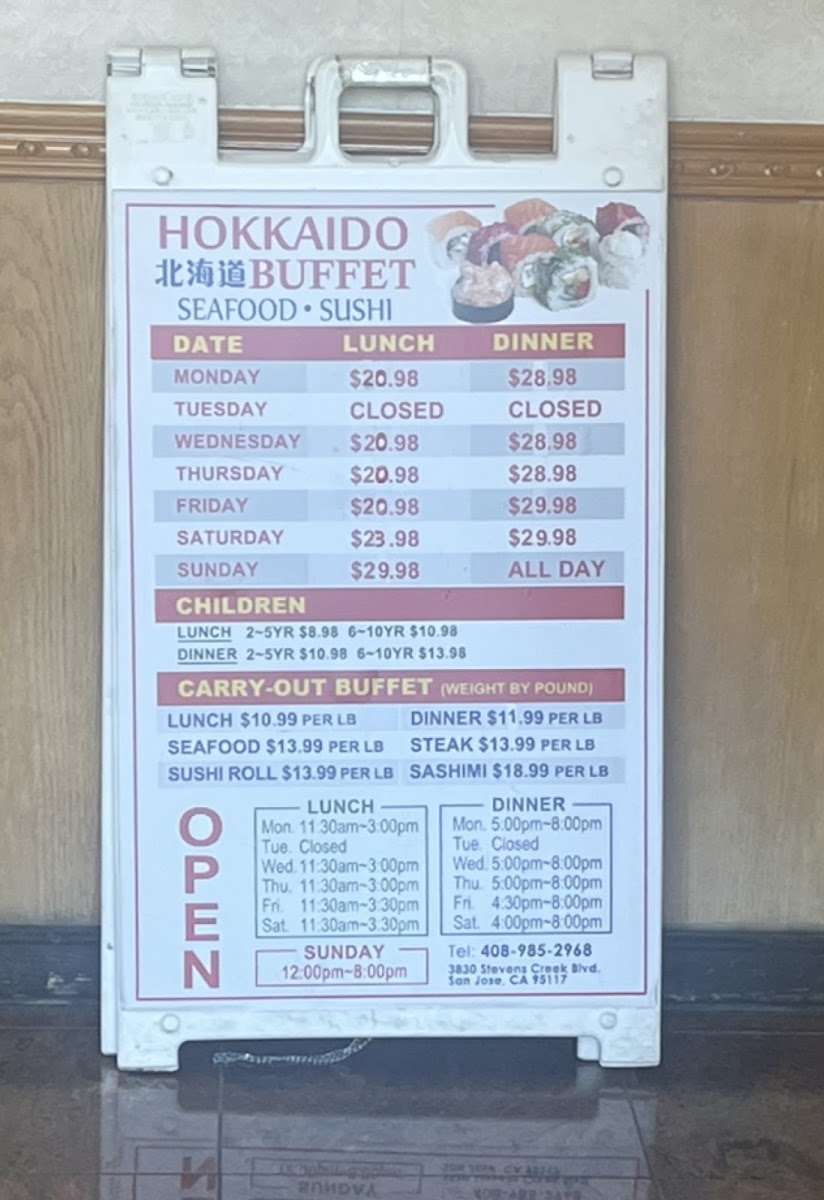 HOKKAIDO
北海道 BUFFET
SEAFOOD • SUSHI
DATE LUNCH DINNER
MONDAY $20.98 $28.98
TUESDAY CLOSED CLOSED
WEDNESDAY $20.98 $28.98
THURSDAY $20.98 $28.98
FRIDAY $20.98 $29.98
SATURDAY $23.98 $29.98
SUNDAY $29.98 ALL DAY
CHILDREN
LUNCH 2~5YR $8.98 6~10YR $10.98
DINNER 2~5YR $10.98 6~10YR $13.98
CARRY-OUT BUFFET (WEIGHT BY POUND)
LUNCH $10.99 PER LB DINNER $11.99 PER LB
SEAFOOD $13.99 PER LB STEAK $13.99 PER LB
SUSHI ROLL $13.99 PER LB SASHIMI $18.99 PER LB
OPEN
LUNCH
Mon. 11:30am~3:00pm
Tue. Closed
Wed. 11:30am~3:00pm
Thu. 11:30am~3:00pm
Fri. 11:30am~3:30pm
Sat. 11:30am~3:30pm
DINNER
Mon. 5:00pm~8:00pm
Tue. Closed
Wed. 5:00pm~8:00pm
Thu. 5:00pm~8:00pm
Fri. 4:30pm~8:00pm
Sat. 4:00pm~8:00pm
SUNDAY
12:00pm~8:00pm
Tel: 408-985-2968
3830 Stevens Creek Blvd.
San Jose, CA 95117